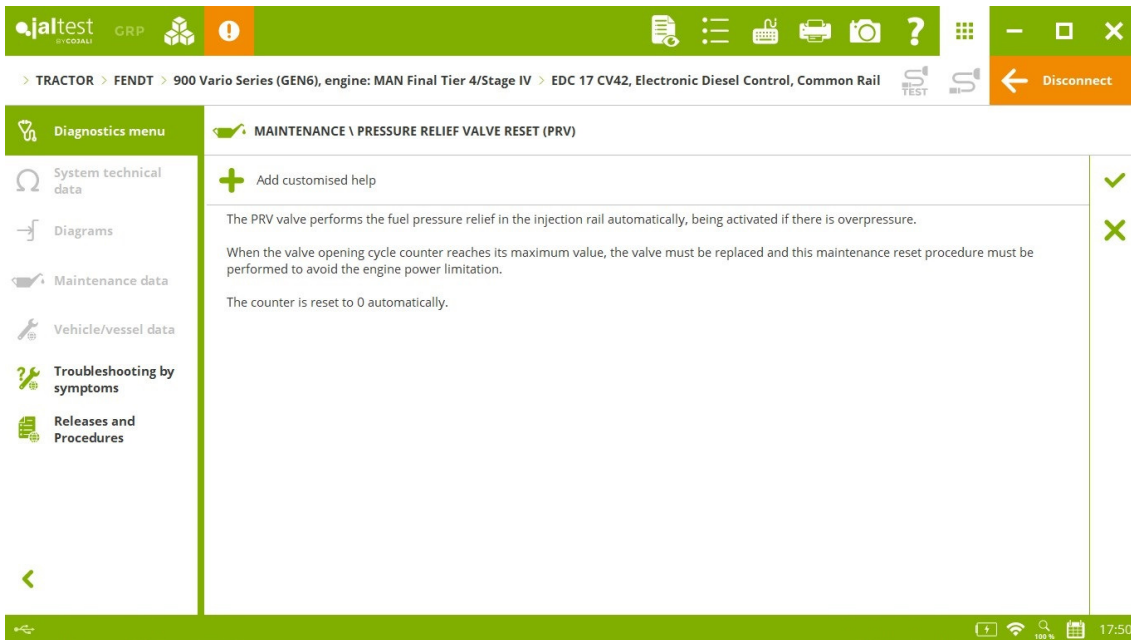 jaltest
BY COJALI
GRP
?
> TRACTOR > FENDT > 900 Vario Series (GEN6), engine: MAN Final Tier 4/Stage IV > EDC 17 CV42, Electronic Diesel Control, Common Rail
TEST
Disconnect
Diagnostics menu
MAINTENANCE \ PRESSURE RELIEF VALVE RESET (PRV)
System technical
data
Add customised help
Diagrams
Maintenance data
Vehicle/vessel data
Troubleshooting by
symptoms
Releases and
Procedures
The PRV valve performs the fuel pressure relief in the injection rail automatically, being activated if there is overpressure.
When the valve opening cycle counter reaches its maximum value, the valve must be replaced and this maintenance reset procedure must be
performed to avoid the engine power limitation.
The counter is reset to 0 automatically.
100 %
17:50